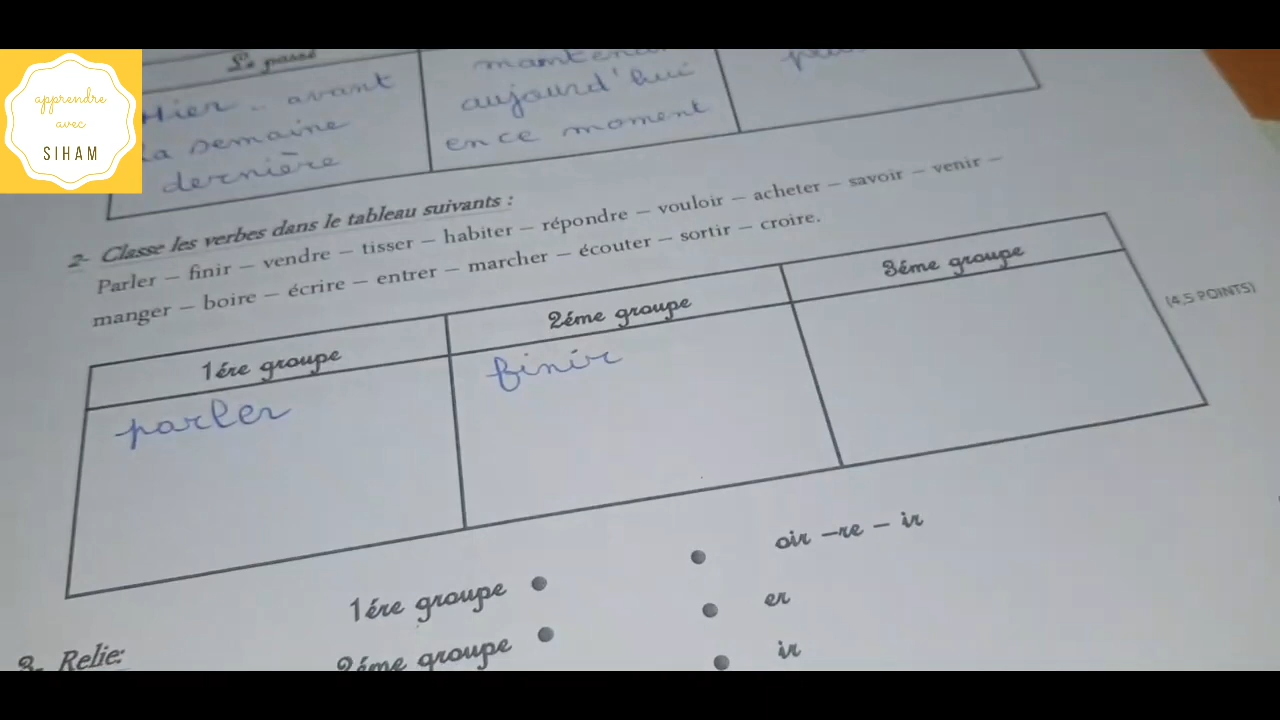 apprendre
avec
SIHAM
Le passé
Hier - avant
la semaine
dernière
maintenant
aujourd'hui
en ce moment
2- Classe les verbes dans le tableau suivants :
Parler – finir – vendre – tisser – habiter – répondre – vouloir – acheter – savoir – venir –
manger – boire – écrire – entrer – marcher – écouter – sortir – croire.
1ére groupe
2éme groupe
3éme groupe
(4,5 POINTS)
parler
finir
3- Relie:
1ére groupe
oir – re – ir
2éme groupe
er
ir